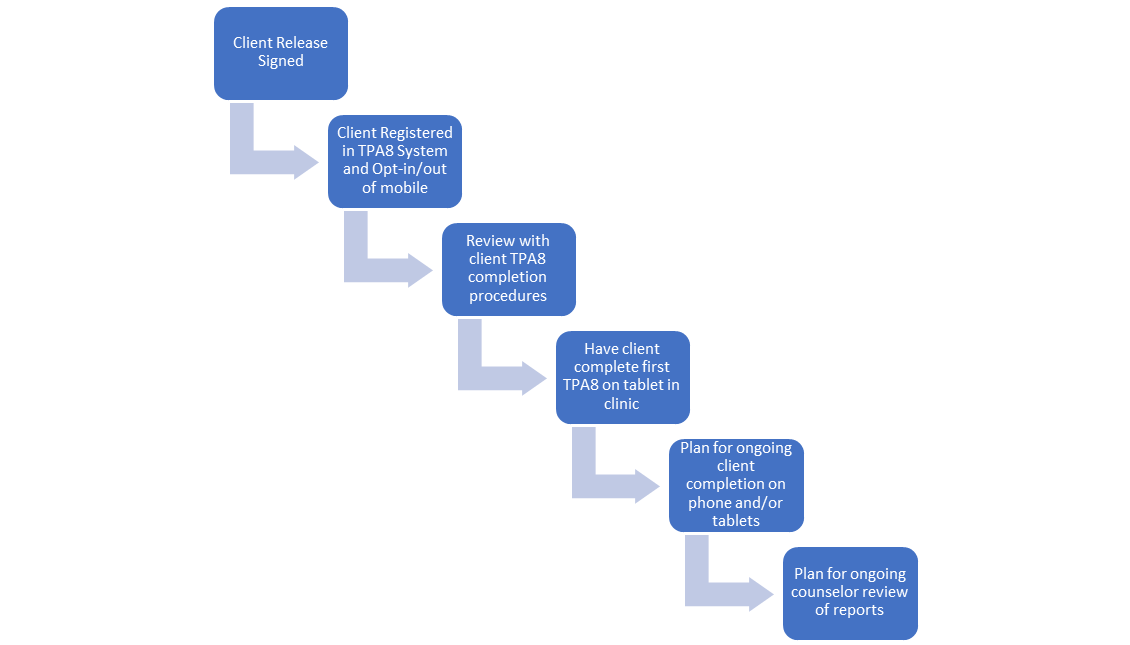 Client Release
Signed
Client Registered
in TPA8 System
and Opt-in/out
of mobile
Review with
client TPA8
completion
procedures
Have client
complete first
TPA8 on tablet in
clinic
Plan for ongoing
client
completion on
phone and/or
tablets
Plan for ongoing
counselor review
of reports